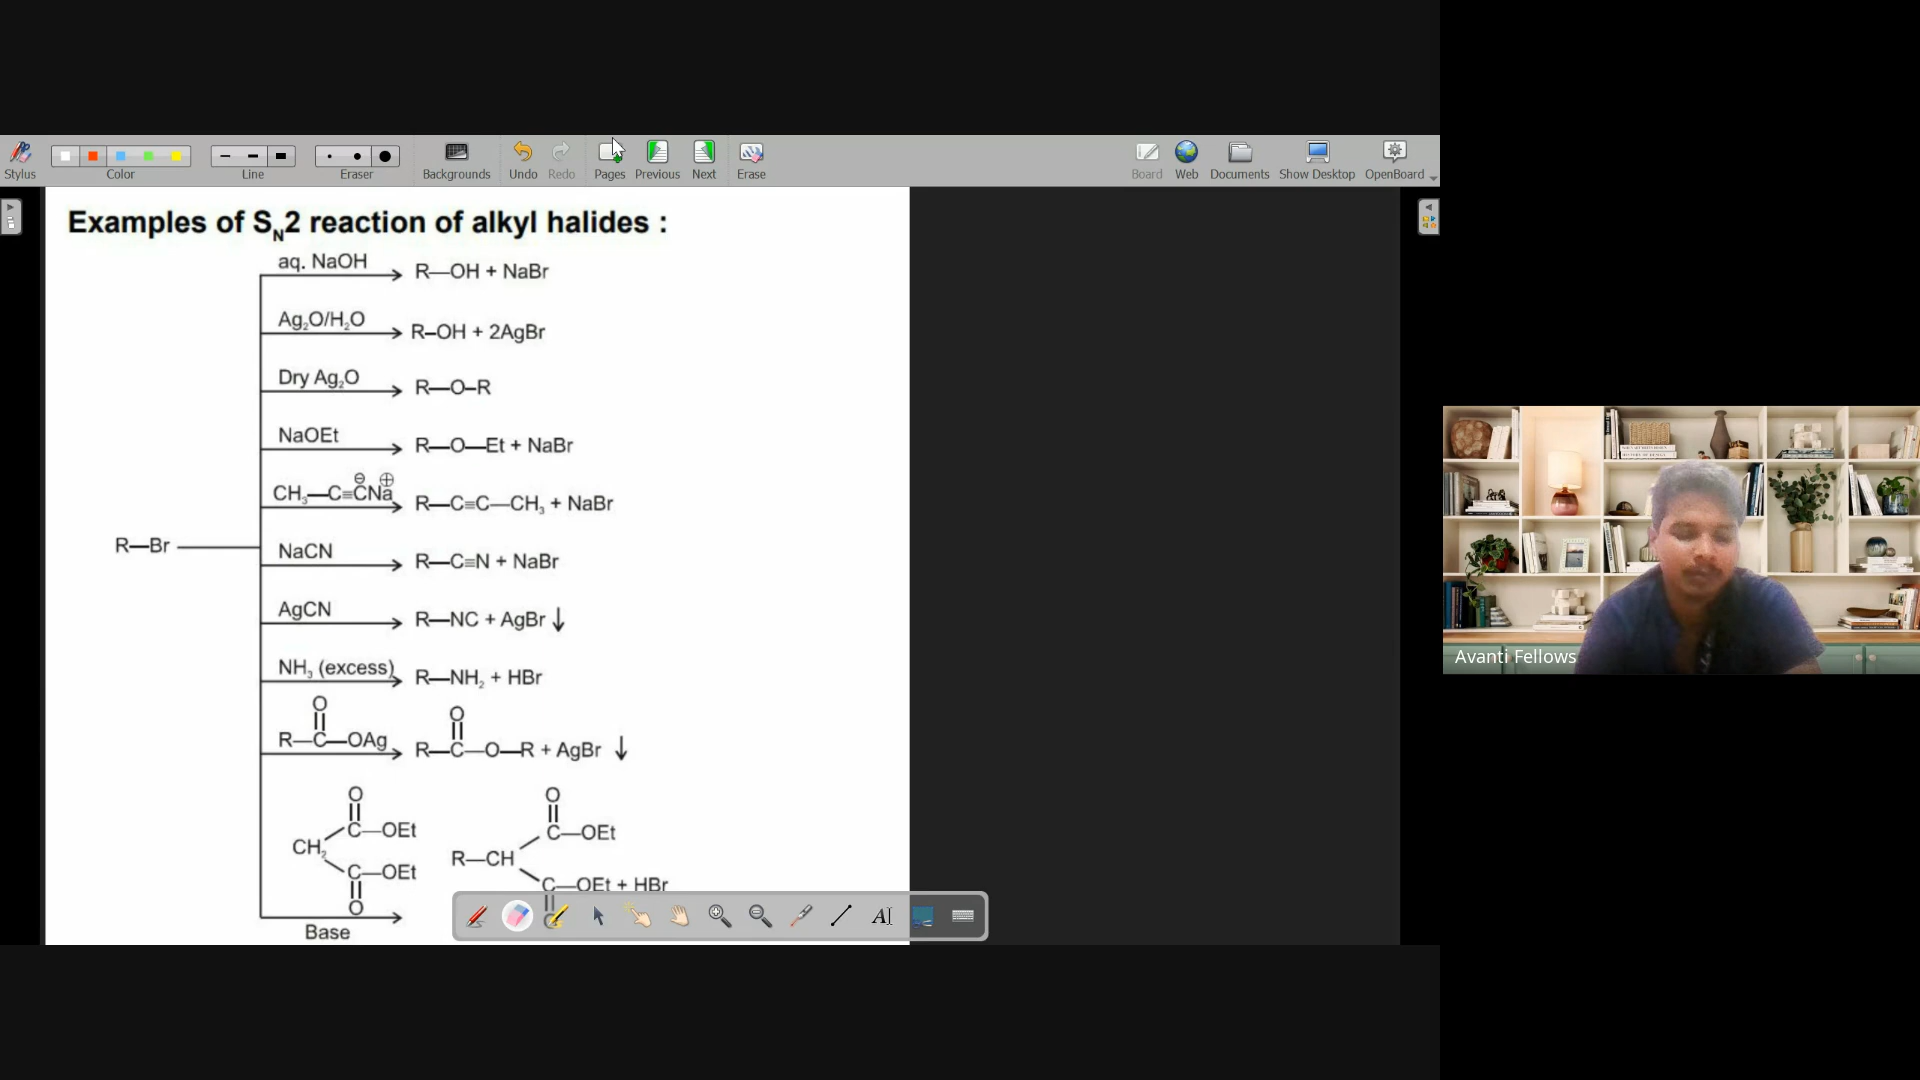 Stylus Color Line Eraser Backgrounds Undo Redo Pages Previous Next Erase Board Web Documents Show Desktop OpenBoard
Examples of S_N2 reaction of alkyl halides :
R—Br
aq. NaOH R—OH + NaBr
Ag₂O/H₂O R–OH + 2AgBr
Dry Ag₂O R—O–R
NaOEt R—O—Et + NaBr
CH₃—C≡C⊖Na⊕ R—C≡C—CH₃ + NaBr
NaCN R—C≡N + NaBr
AgCN R—NC + AgBr ↓
NH₃ (excess) R—NH₂ + HBr
O O
R—C—OAg R—C—O—R + AgBr ↓
O O
C—OEt C—OEt
CH₂ R—CH
C—OEt C—OEt + HBr
O
Base
Avanti Fellows